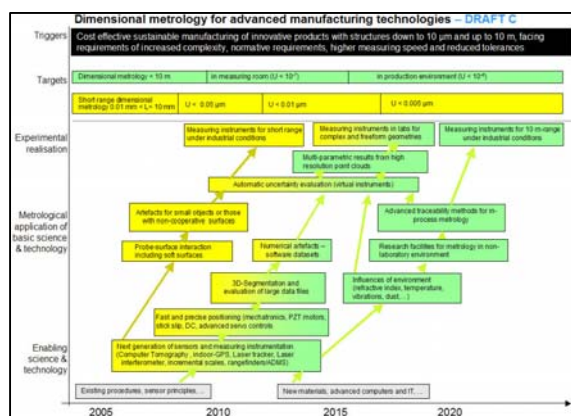 Dimensional metrology for advanced manufacturing technologies – DRAFT C
Triggers
Cost effective sustainable manufacturing of innovative products with structures down to 10 µm and up to 10 m, facing
requirements of increased complexity, normative requirements, higher measuring speed and reduced tolerances
Targets
Dimensional metrology < 10 m
in measuring room (U <
in production environment (U <
Short range dimensional
metrology 0.01 mm < L< 10 mm
U < 0.05 µm
U < 0.01 µm
U < 0.005 µm
Experimental
realisation
Measuring instruments for short range
under industrial conditions
Measuring instruments in labs for
complex and freeform geometries
Measuring instruments for 10 m-range
under industrial conditions
Multi-parametric results from high
resolution point clouds
Automatic uncertainty evaluation (virtual instruments)
Metrological
application of
basic science
& technology
Artefacts for small objects or those
with non-cooperative surfaces
Advanced traceability methods for in-
process metrology
Probe-surface interaction
including soft surfaces
Numerical artefacts –
software datasets
Research facilities for metrology in non-
laboratory environment
3D-Segmentation and
evaluation of large data files
Influences of environment
(refractive index, temperature,
vibrations, dust,...)
Fast and precise positioning (mechatronics, PZT motors,
stick slip, DC, advanced servo controls
Enabling
science &
technology
Next generation of sensors and measuring instrumentation
(Computer Tomography, indoor-GPS, Laser tracker, Laser
interferometer, incremental scales, rangefinders/ADMS)
Existing procedures, sensor principles, ...
New materials, advanced computers and IT, ...
2005
2010
2015
2020